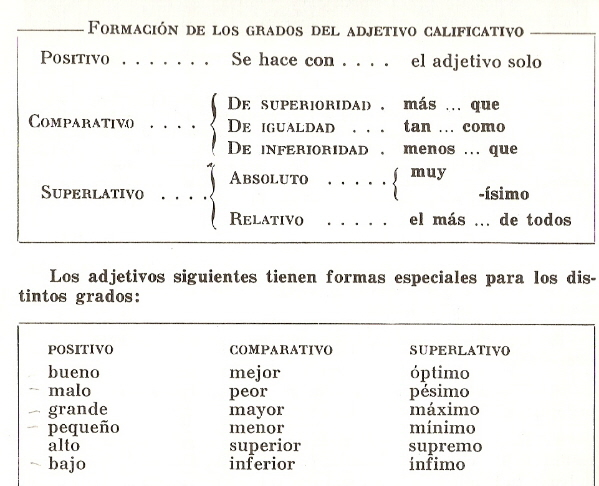 FORMACIÓN DE LOS GRADOS DEL ADJETIVO CALIFICATIVO
POSITIVO . . . . . . . Se hace con . . . . el adjetivo solo
COMPARATIVO . . . .
DE SUPERIORIDAD . más ... que
DE IGUALDAD . . . tan ... como
DE INFERIORIDAD . menos ... que
SUPERLATIVO . . . .
ABSOLUTO . . . . . muy
-ísimo
RELATIVO . . . . . el más ... de todos
Los adjetivos siguientes tienen formas especiales para los dis-
tintos grados:
POSITIVO COMPARATIVO SUPERLATIVO
bueno mejor óptimo
malo peor pésimo
grande mayor máximo
pequeño menor mínimo
alto superior supremo
bajo inferior ínfimo